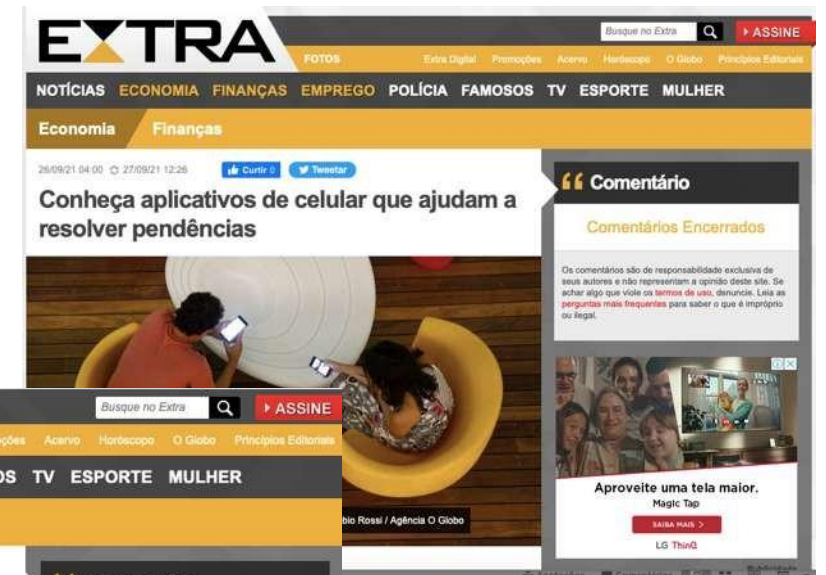 EXTRA
Busque no Extra
ASSINE
FOTOS
Extra Digital Promoções Acervo Horóscopo O Globo Princípios Editoriais
NOTÍCIAS ECONOMIA FINANÇAS EMPREGO POLÍCIA FAMOSOS TV ESPORTE MULHER
Economia Finanças
26/09/21 04:00 27/09/21 12:26 Curtir 0 Tweetar
Conheça aplicativos de celular que ajudam a
resolver pendências
Comentário
Comentários Encerrados
Os comentários são de responsabilidade exclusiva de
seus autores e não representam a opinião deste site. Se
achar algo que viole os termos de uso, denuncie. Leia as
perguntas mais frequentes para saber o que é impróprio
ou ilegal.
Aproveite uma tela maior.
Magic Tap
SAIBA MAIS >
LG ThinQ
Publicidade
Busque no Extra
ASSINE
ções Acervo Horóscopo O Globo Princípios Editoriais
OS TV ESPORTE MULHER
bio Rossi / Agência O Globo